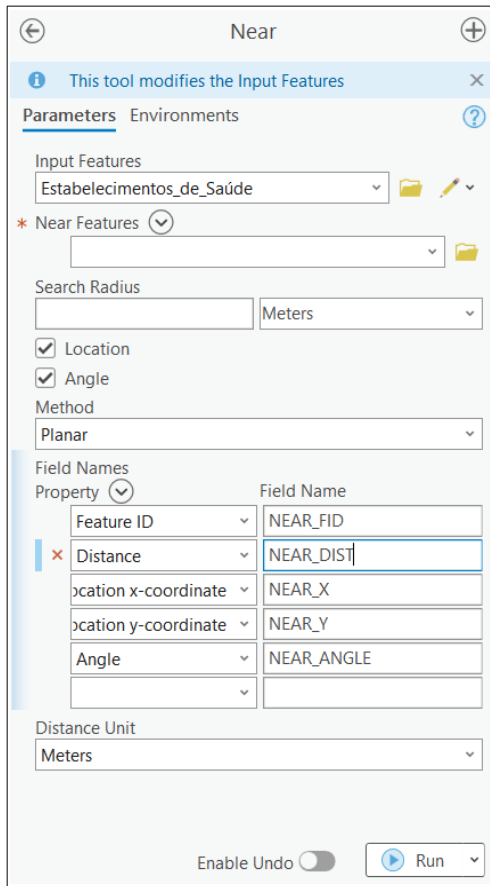 Near
This tool modifies the Input Features
Parameters Environments
Input Features
Estabelecimentos_de_Saúde
* Near Features
Search Radius
Meters
Location
Angle
Method
Planar
Field Names
Property Field Name
Feature ID NEAR_FID
Distance NEAR_DIST
ocation x-coordinate NEAR_X
ocation y-coordinate NEAR_Y
Angle NEAR_ANGLE
Distance Unit
Meters
Enable Undo Run